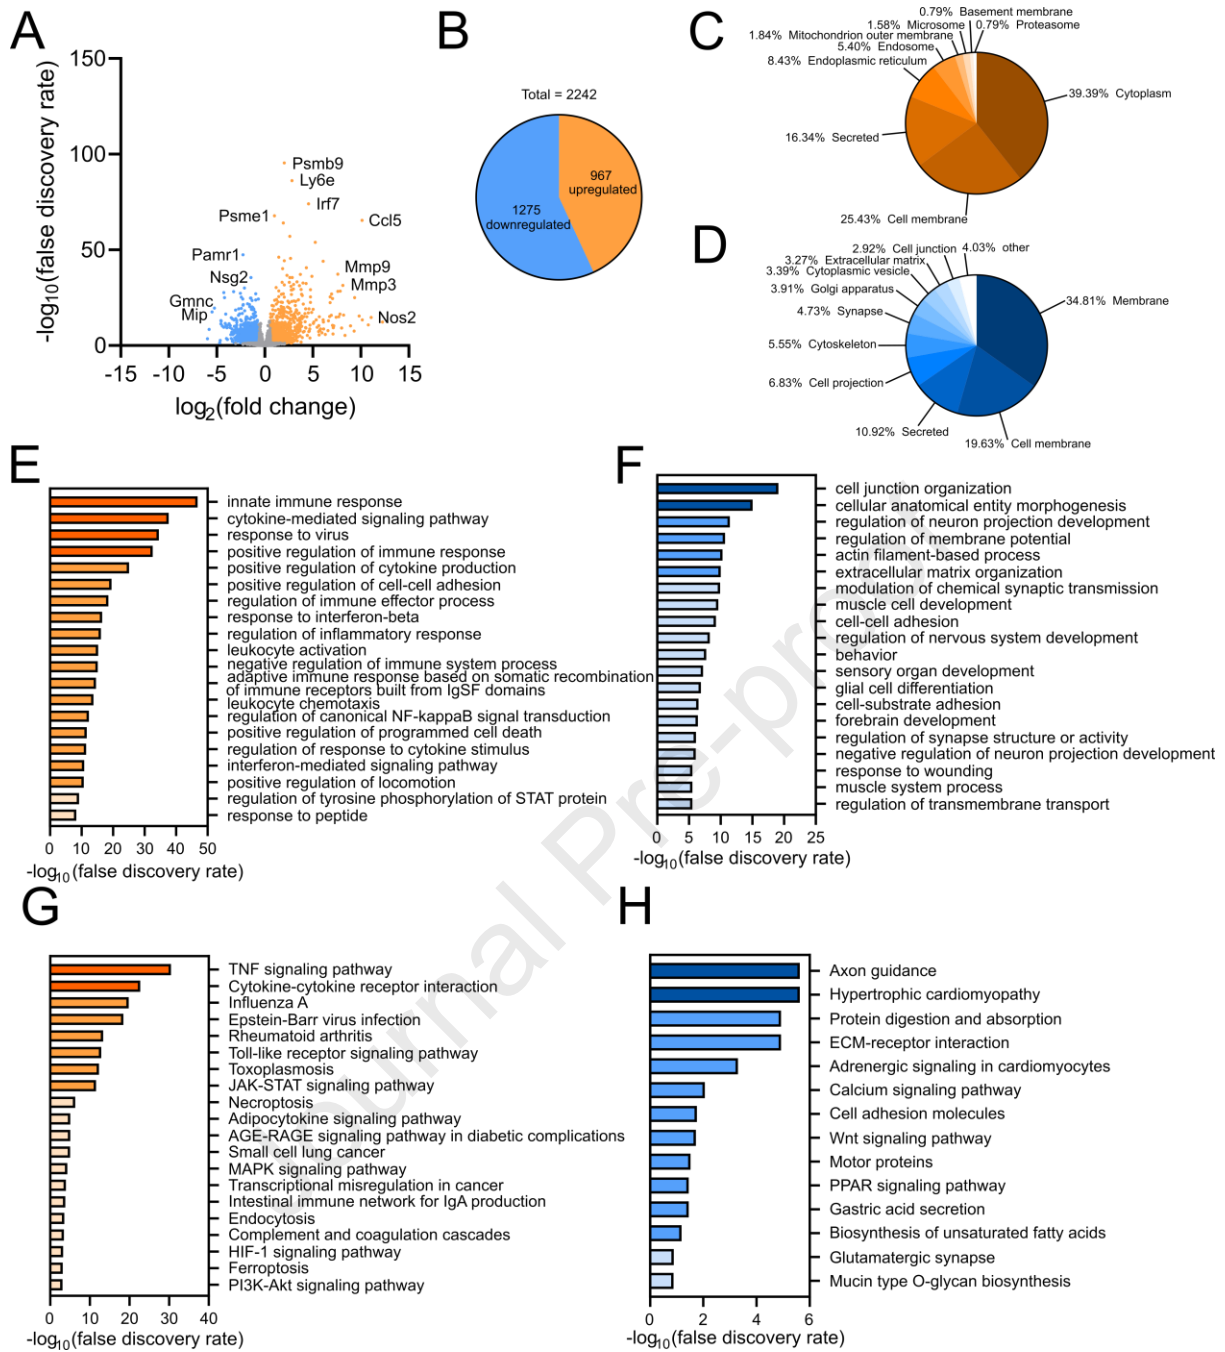 A
-log10(false discovery rate)
150
100
50
0
-15 -10 -5 0 5 10 15
log2(fold change)
Psmb9
Ly6e
Irf7
Psme1
Ccl5
Pamr1
Nsg2
Mmp9
Mmp3
Gmnc
Mip
Nos2
B
Total = 2242
967
upregulated
1275
downregulated
C
0.79% Basement membrane
1.58% Microsome
0.79% Proteasome
1.84% Mitochondrion outer membrane
5.40% Endosome
8.43% Endoplasmic reticulum
39.39% Cytoplasm
16.34% Secreted
25.43% Cell membrane
D
2.92% Cell junction
4.03% other
3.27% Extracellular matrix
3.39% Cytoplasmic vesicle
3.91% Golgi apparatus
34.81% Membrane
4.73% Synapse
5.55% Cytoskeleton
6.83% Cell projection
10.92% Secreted
19.63% Cell membrane
E
innate immune response
cytokine-mediated signaling pathway
response to virus
positive regulation of immune response
positive regulation of cytokine production
positive regulation of cell-cell adhesion
regulation of immune effector process
response to interferon-beta
regulation of inflammatory response
leukocyte activation
negative regulation of immune system process
adaptive immune response based on somatic recombination
of immune receptors built from IgSF domains
leukocyte chemotaxis
regulation of canonical NF-kappaB signal transduction
positive regulation of programmed cell death
regulation of response to cytokine stimulus
interferon-mediated signaling pathway
positive regulation of locomotion
regulation of tyrosine phosphorylation of STAT protein
response to peptide
0 10 20 30 40 50
-log10(false discovery rate)
F
cell junction organization
cellular anatomical entity morphogenesis
regulation of neuron projection development
regulation of membrane potential
actin filament-based process
extracellular matrix organization
modulation of chemical synaptic transmission
muscle cell development
cell-cell adhesion
regulation of nervous system development
behavior
sensory organ development
glial cell differentiation
cell-substrate adhesion
forebrain development
regulation of synapse structure or activity
negative regulation of neuron projection development
response to wounding
muscle system process
regulation of transmembrane transport
0 5 10 15 20 25
-log10(false discovery rate)
G
TNF signaling pathway
Cytokine-cytokine receptor interaction
Influenza A
Epstein-Barr virus infection
Rheumatoid arthritis
Toll-like receptor signaling pathway
Toxoplasmosis
JAK-STAT signaling pathway
Necroptosis
Adipocytokine signaling pathway
AGE-RAGE signaling pathway in diabetic complications
Small cell lung cancer
MAPK signaling pathway
Transcriptional misregulation in cancer
Intestinal immune network for IgA production
Endocytosis
Complement and coagulation cascades
HIF-1 signaling pathway
Ferroptosis
PI3K-Akt signaling pathway
0 10 20 30 40
-log10(false discovery rate)
H
Axon guidance
Hypertrophic cardiomyopathy
Protein digestion and absorption
ECM-receptor interaction
Adrenergic signaling in cardiomyocytes
Calcium signaling pathway
Cell adhesion molecules
Wnt signaling pathway
Motor proteins
PPAR signaling pathway
Gastric acid secretion
Biosynthesis of unsaturated fatty acids
Glutamatergic synapse
Mucin type O-glycan biosynthesis
0 2 4 6
-log10(false discovery rate)
Journal Pre-proof